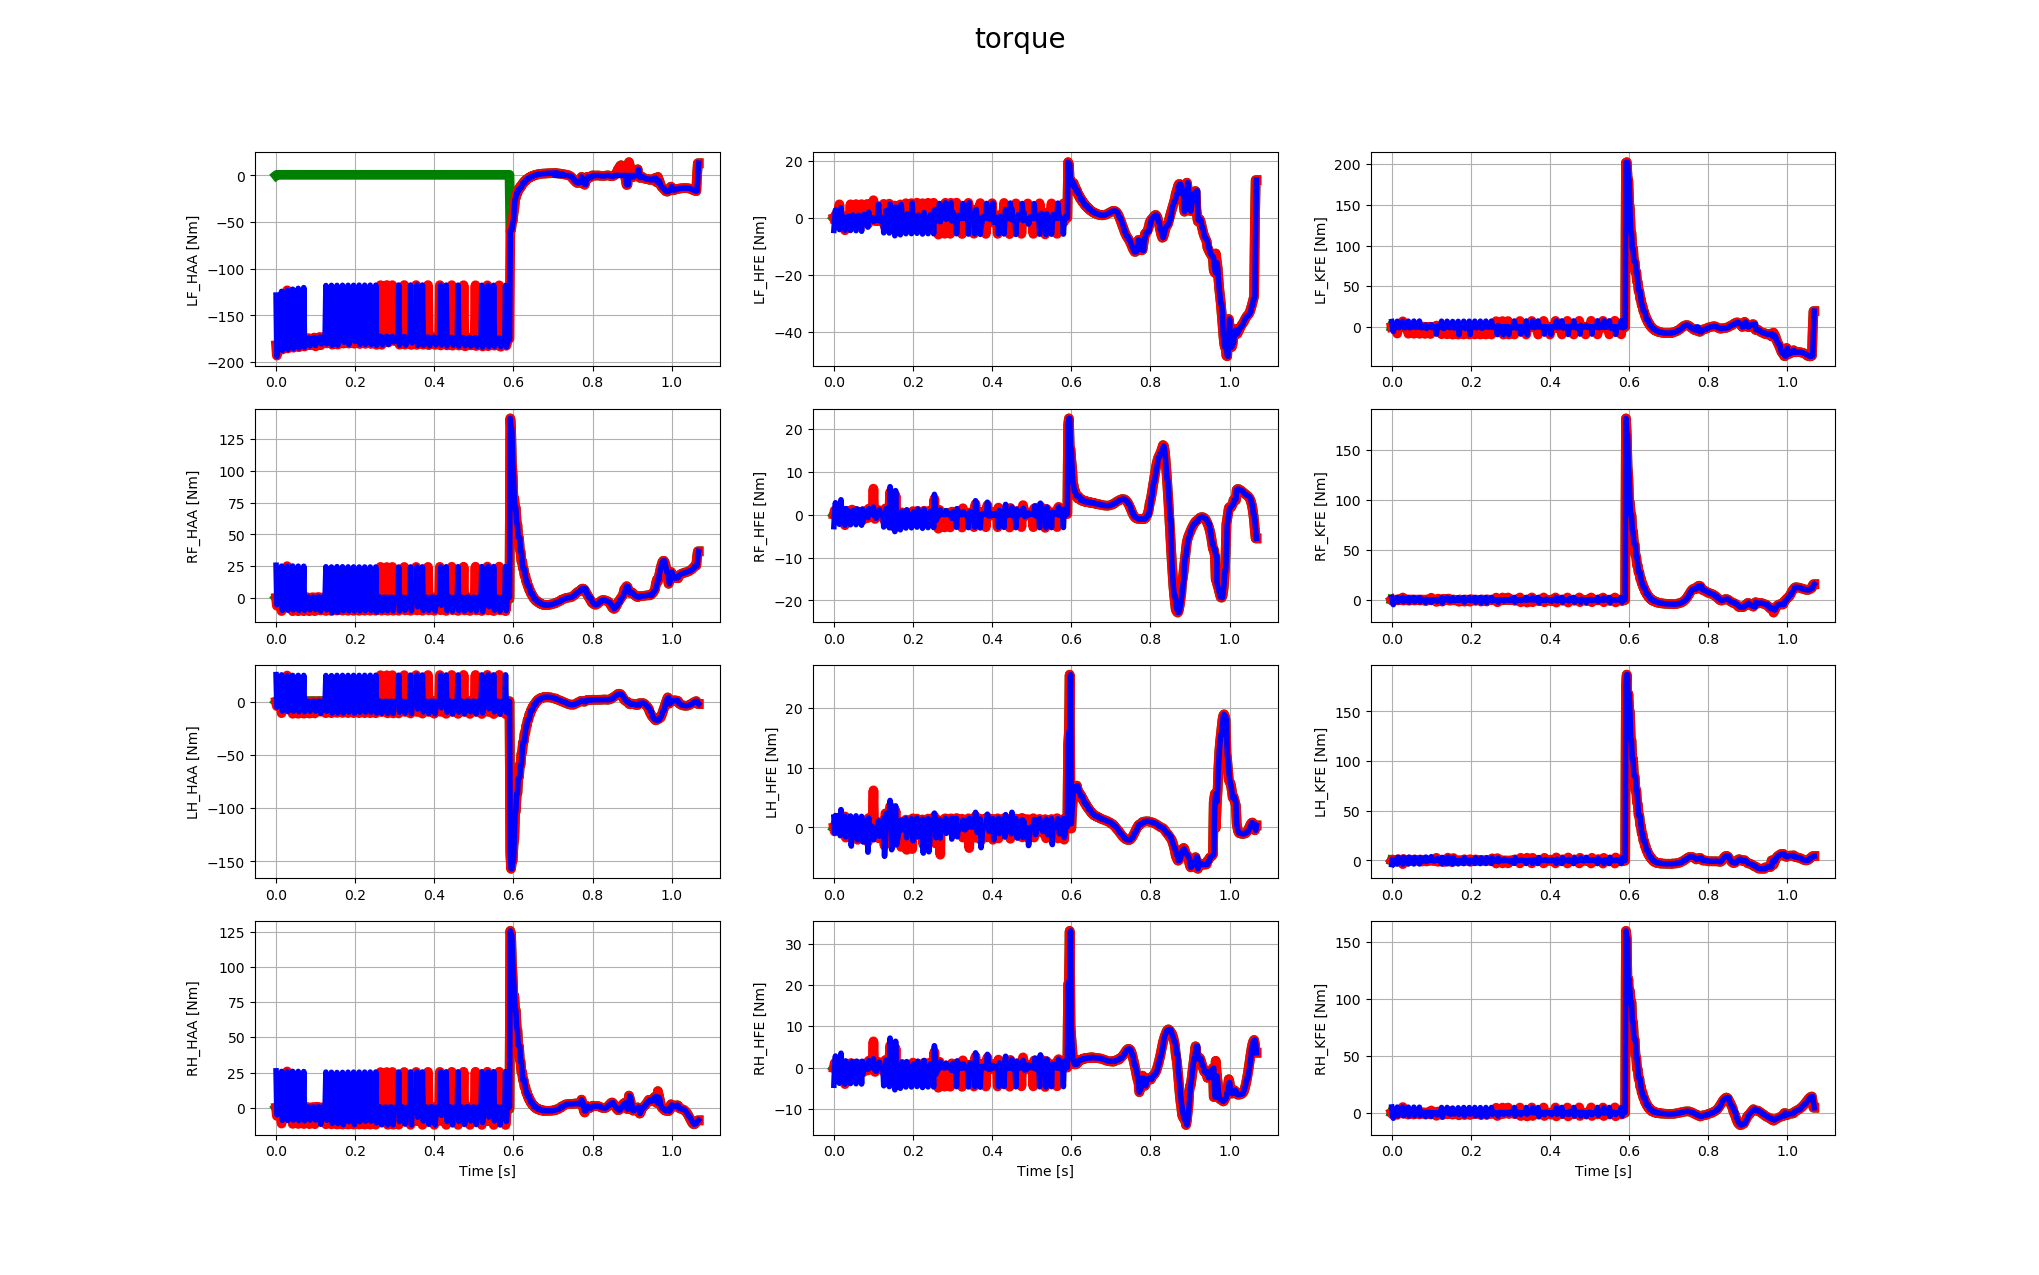 torque
LF_HAA [Nm]
0
−50
−100
−150
−200
0.0 0.2 0.4 0.6 0.8 1.0
LF_HFE [Nm]
20
0
−20
−40
0.0 0.2 0.4 0.6 0.8 1.0
LF_KFE [Nm]
200
150
100
50
0
0.0 0.2 0.4 0.6 0.8 1.0
RF_HAA [Nm]
125
100
75
50
25
0
0.0 0.2 0.4 0.6 0.8 1.0
RF_HFE [Nm]
20
10
0
−10
−20
0.0 0.2 0.4 0.6 0.8 1.0
RF_KFE [Nm]
150
100
50
0
0.0 0.2 0.4 0.6 0.8 1.0
LH_HAA [Nm]
0
−50
−100
−150
0.0 0.2 0.4 0.6 0.8 1.0
LH_HFE [Nm]
20
10
0
0.0 0.2 0.4 0.6 0.8 1.0
LH_KFE [Nm]
150
100
50
0
0.0 0.2 0.4 0.6 0.8 1.0
RH_HAA [Nm]
125
100
75
50
25
0
0.0 0.2 0.4 0.6 0.8 1.0
Time [s]
RH_HFE [Nm]
30
20
10
0
−10
0.0 0.2 0.4 0.6 0.8 1.0
Time [s]
RH_KFE [Nm]
150
100
50
0
0.0 0.2 0.4 0.6 0.8 1.0
Time [s]